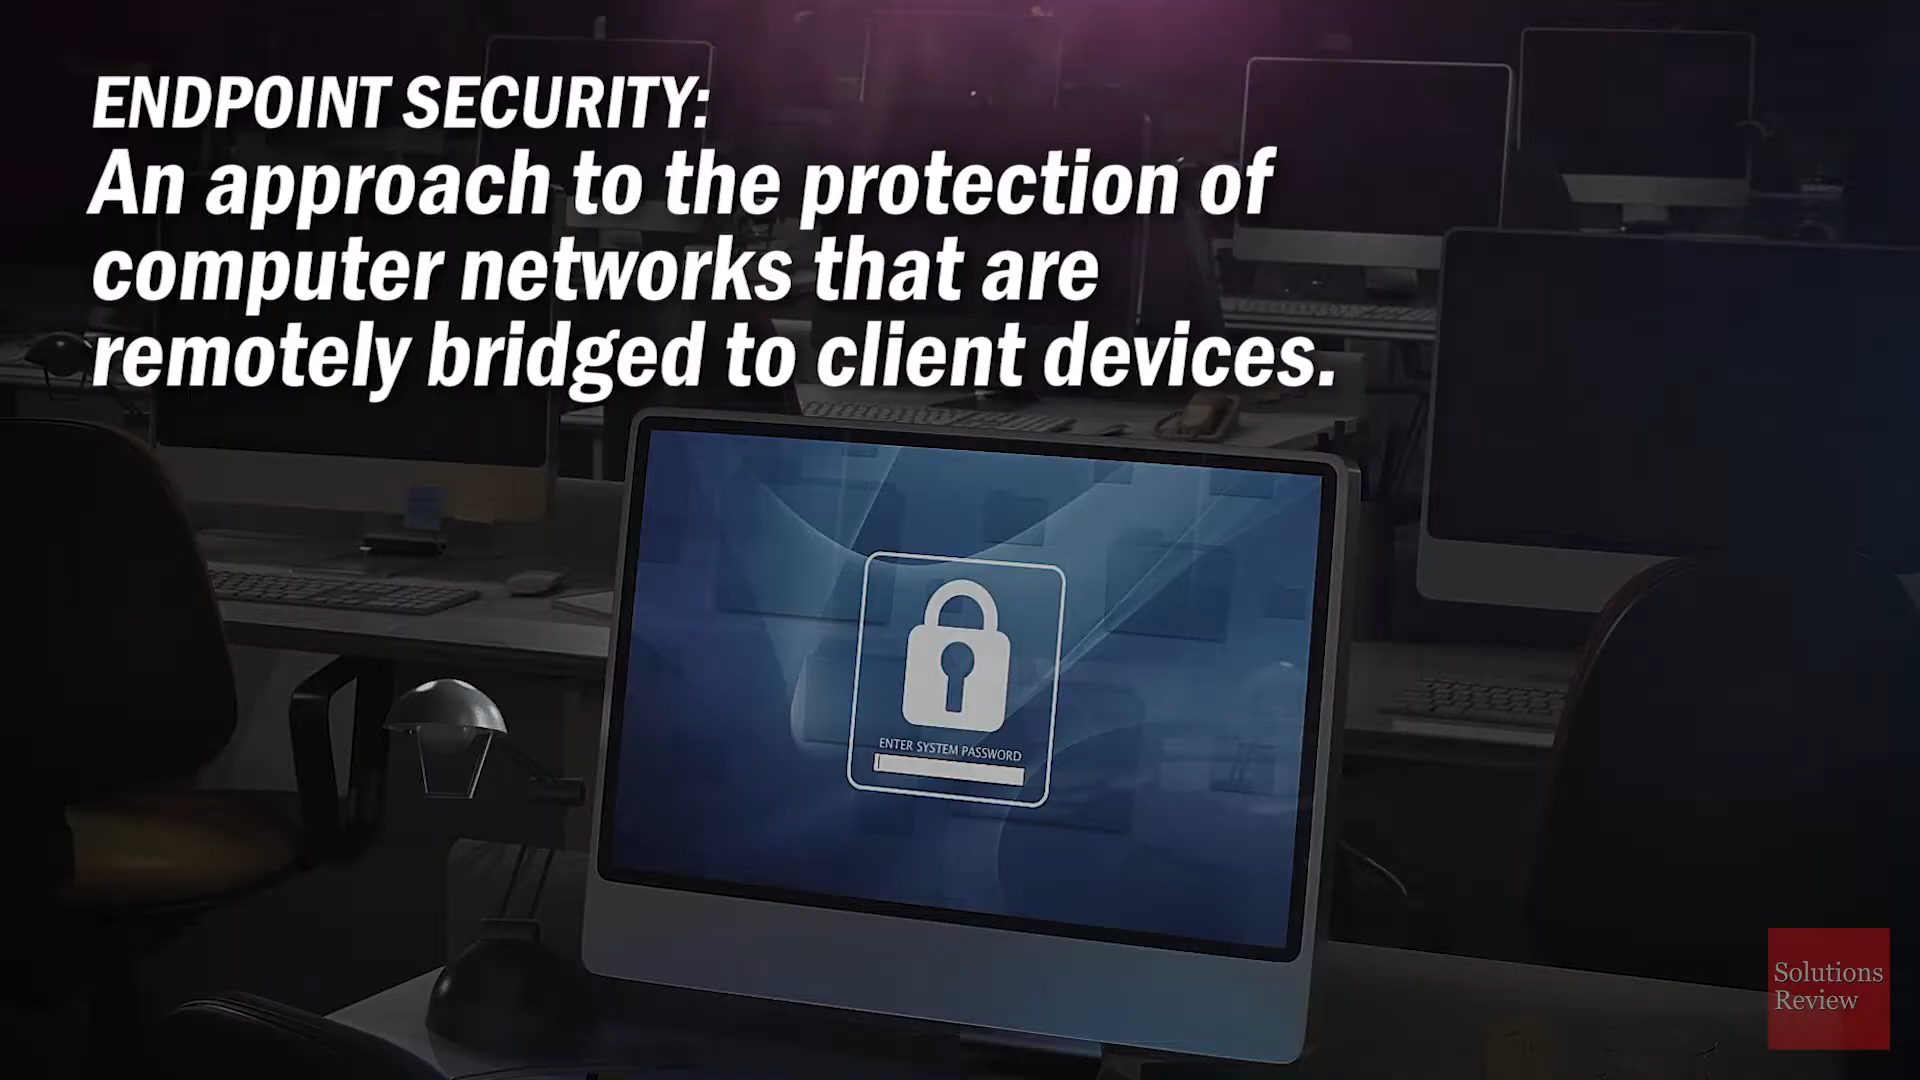 ENDPOINT SECURITY:
An approach to the protection of
computer networks that are
remotely bridged to client devices.
ENTER SYSTEM PASSWORD
Solutions
Review